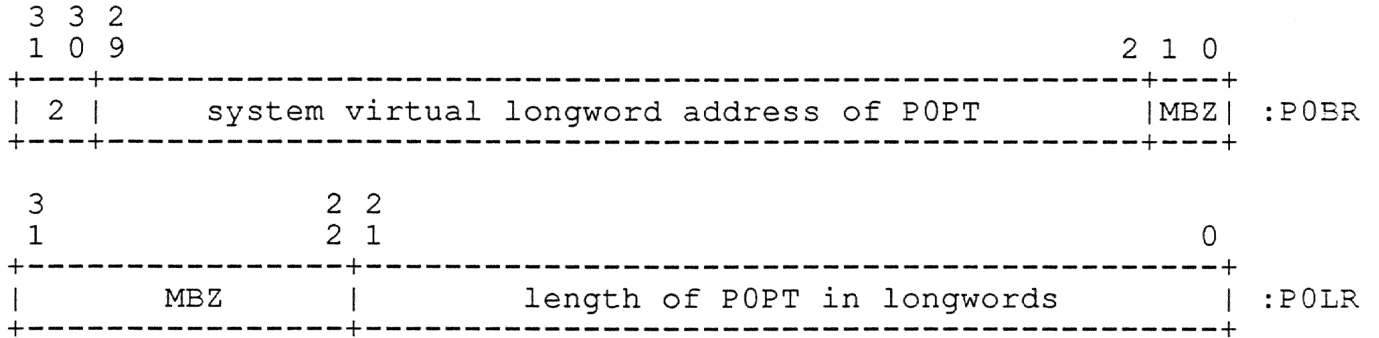 3 3 2
1 0 9 2 1 0
+---+-----------------------------------------------------+---+
| 2 | system virtual longword address of P0PT |MBZ| :P0BR
+---+-----------------------------------------------------+---+
3 2 2
1 2 1 0
+----------------+--------------------------------------------+
| MBZ | length of P0PT in longwords | :P0LR
+----------------+--------------------------------------------+